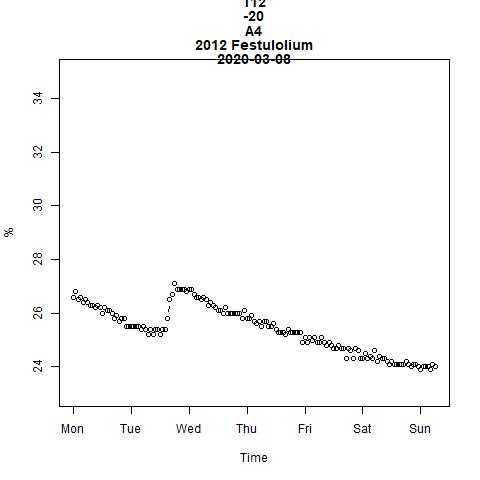 T12
-20
A4
2012 Festulolium
2020-03-08
34
32
30
28
26
24
%
Mon Tue Wed Thu Fri Sat Sun
Time